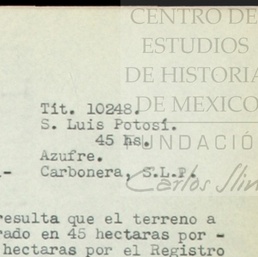 CENTRO DE
ESTUDIOS
DE HISTORIA
DE MEXICO
FUNDACIÓ
Carlos Slim
Tit. 10248.
S. Luis Potosí.
45 hs.
Azufre.
Carbonera, S.L.P.
resulta que el terreno a
rado en 45 hectaras por -
hectaras por el Registro